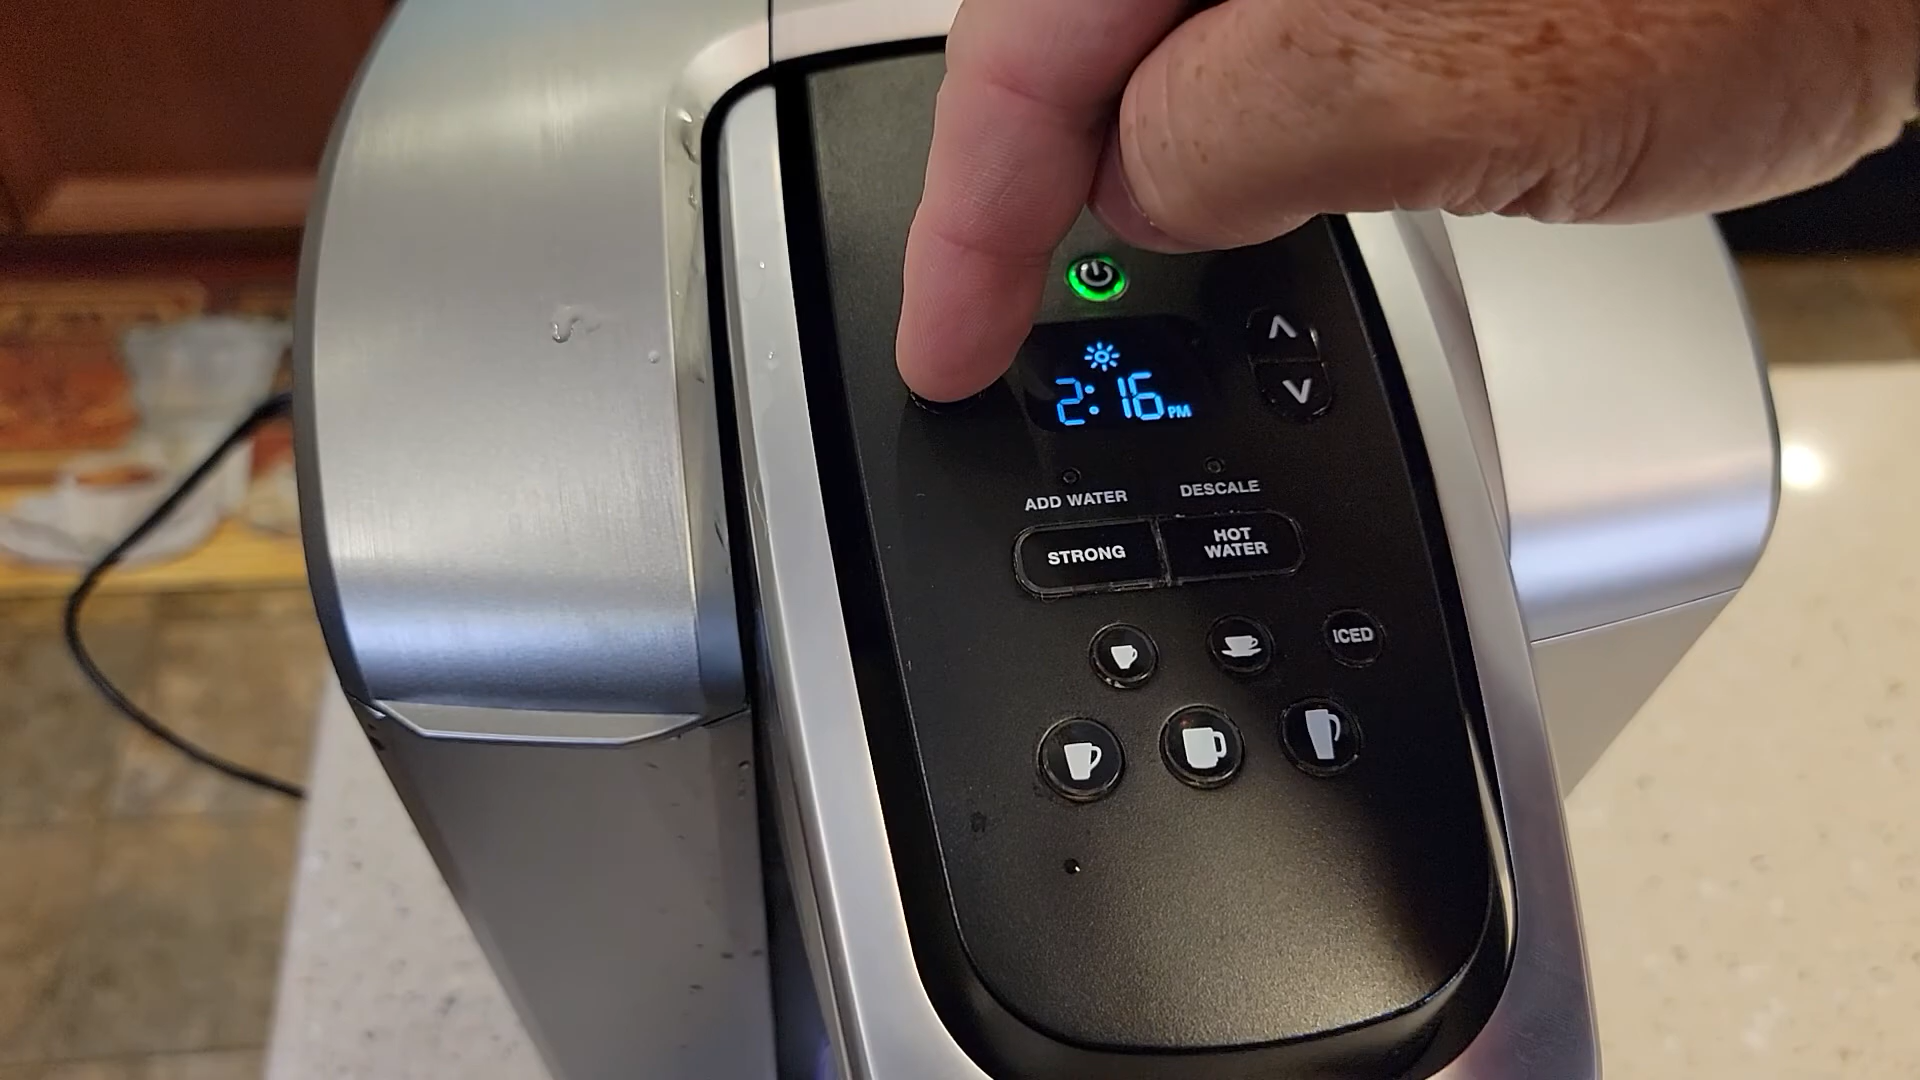 2:16 PM
ADD WATER
DESCALE
STRONG
HOT
WATER
ICED